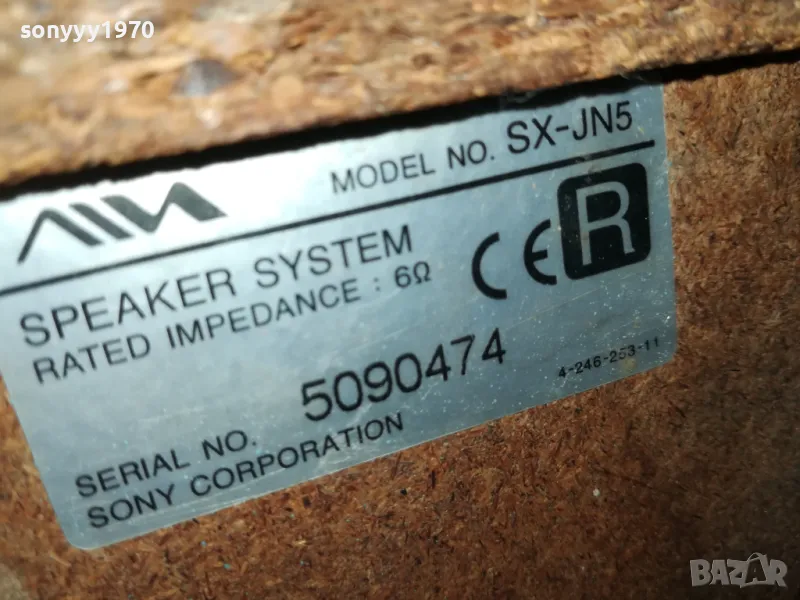 sonyyy1970
AIWA
MODEL NO. SX-JN5
SPEAKER SYSTEM
RATED IMPEDANCE : 6Ω
CE R
5090474
4-246-253-11
SERIAL NO.
SONY CORPORATION
BAZAR